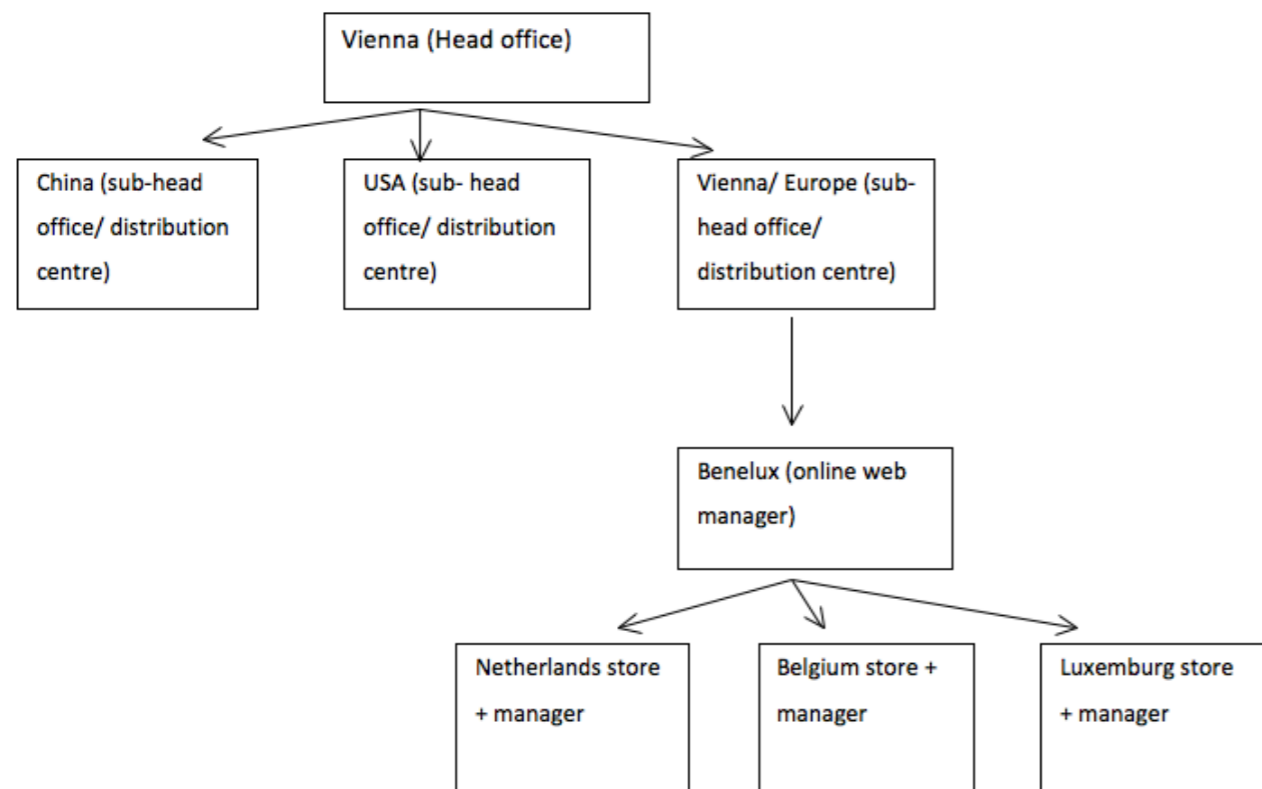 Vienna (Head office)
China (sub-head
office/ distribution
centre)
USA (sub- head
office/ distribution
centre)
Vienna/ Europe (sub-
head office/
distribution centre)
Benelux (online web
manager)
Netherlands store
+ manager
Belgium store +
manager
Luxemburg store
+ manager